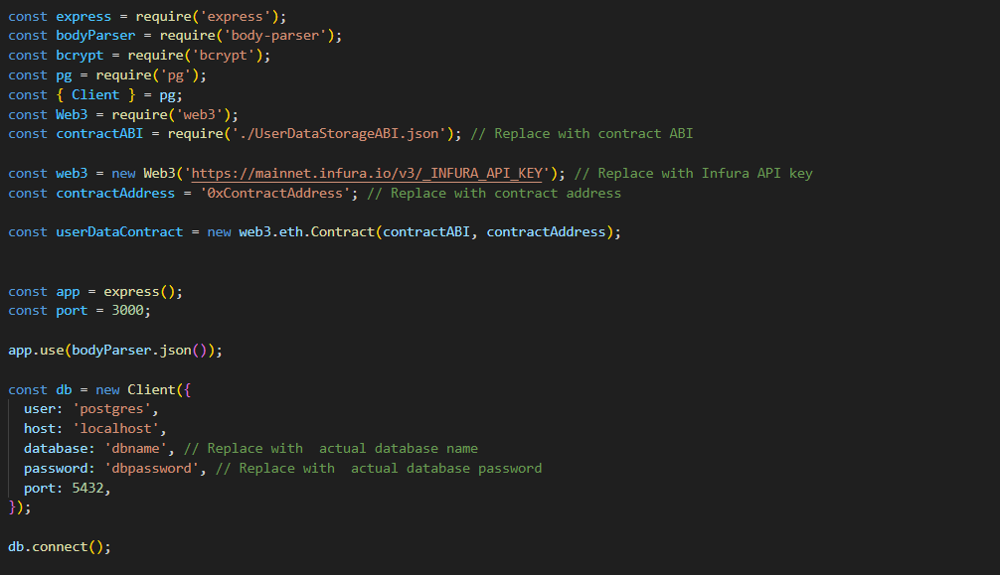 const express = require('express');
const bodyParser = require('body-parser');
const bcrypt = require('bcrypt');
const pg = require('pg');
const { Client } = pg;
const Web3 = require('web3');
const contractABI = require('./UserDataStorageABI.json'); // Replace with contract ABI
const web3 = new Web3('https://mainnet.infura.io/v3/_INFURA_API_KEY'); // Replace with Infura API key
const contractAddress = '0xContractAddress'; // Replace with contract address
const userDataContract = new web3.eth.Contract(contractABI, contractAddress);
const app = express();
const port = 3000;
app.use(bodyParser.json());
const db = new Client({
  user: 'postgres',
  host: 'localhost',
  database: 'dbname', // Replace with  actual database name
  password: 'dbpassword', // Replace with  actual database password
  port: 5432,
});
db.connect();